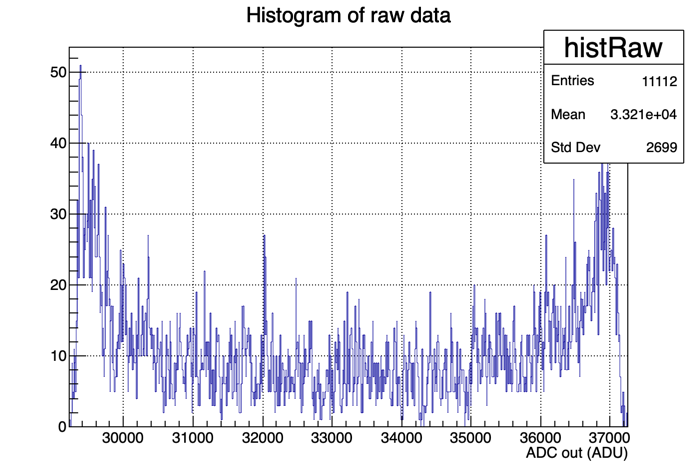 Histogram of raw data
histRaw
Entries 11112
Mean 3.321e+04
Std Dev 2699
50
40
30
20
10
0
30000 31000 32000 33000 34000 35000 36000 37000
ADC out (ADU)